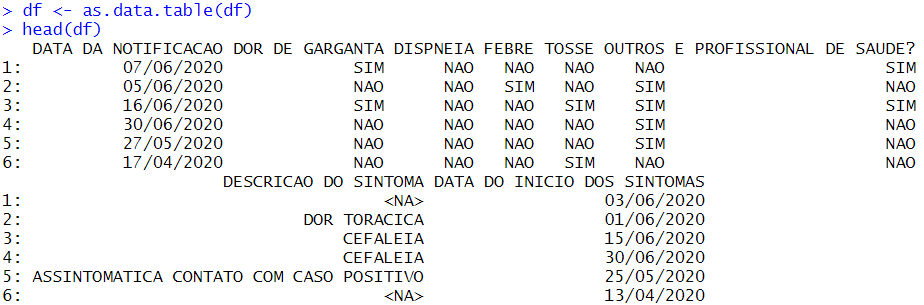 > df <- as.data.table(df)
> head(df)
DATA DA NOTIFICACAO DOR DE GARGANTA DISPNEIA FEBRE TOSSE OUTROS E PROFISSIONAL DE SAUDE?
1: 07/06/2020 SIM NAO NAO NAO NAO SIM
2: 05/06/2020 NAO NAO SIM NAO SIM NAO
3: 16/06/2020 SIM NAO NAO SIM SIM SIM
4: 30/06/2020 NAO NAO NAO NAO SIM NAO
5: 27/05/2020 NAO NAO NAO NAO SIM NAO
6: 17/04/2020 NAO NAO NAO SIM NAO NAO
DESCRICAO DO SINTOMA DATA DO INICIO DOS SINTOMAS
1: <NA> 03/06/2020
2: DOR TORACICA 01/06/2020
3: CEFALEIA 15/06/2020
4: CEFALEIA 30/06/2020
5: ASSINTOMATICA CONTATO COM CASO POSITIVO 25/05/2020
6: <NA> 13/04/2020